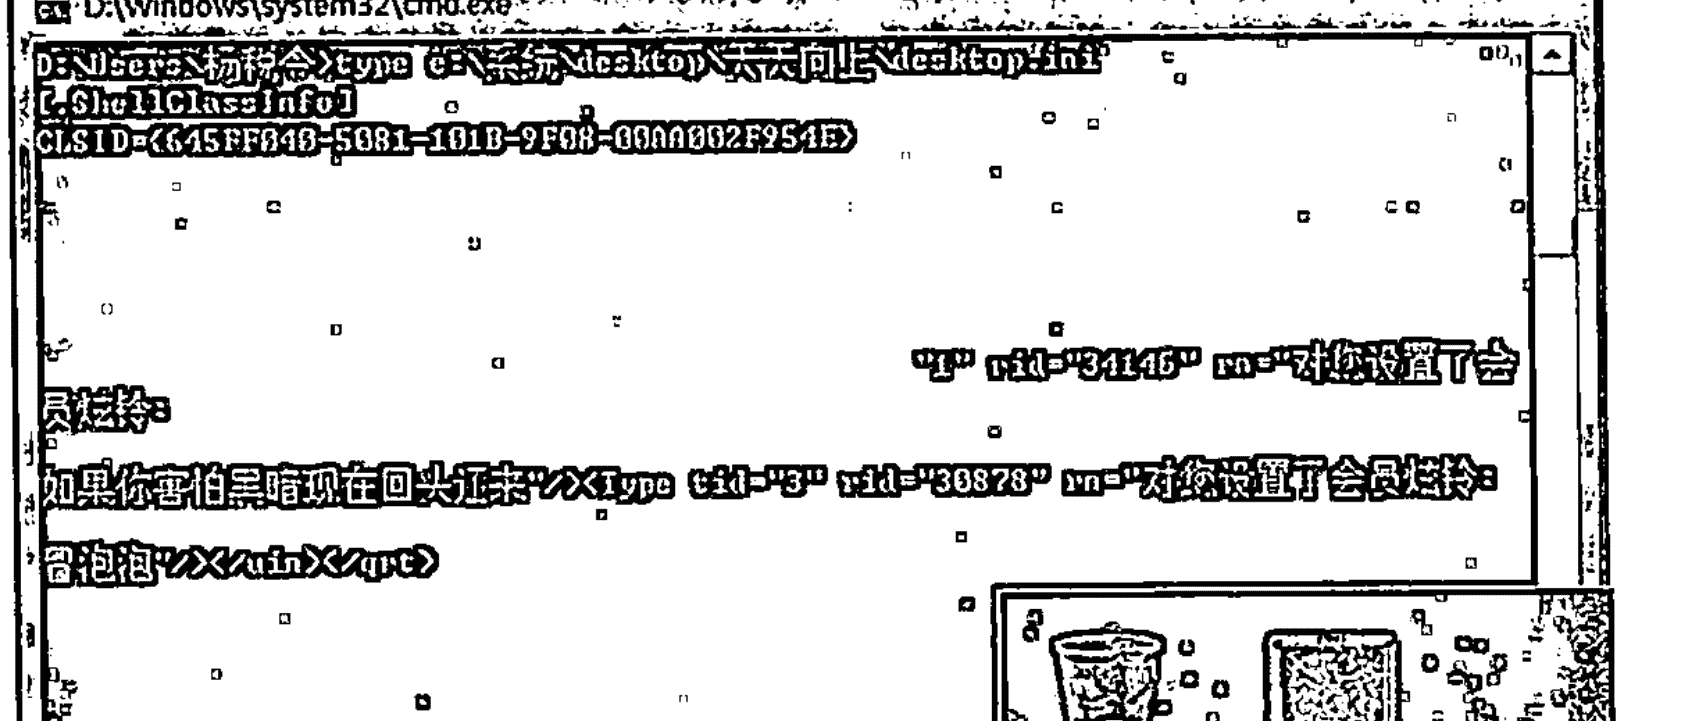 D:\Windows\system32\cmd.exe
D:\Users\杨稀令>type e:\系统\desktop\天天向上\desktop.ini
[.ShellClassInfo]
CLSID={645FF040-5081-101B-9F08-00AA002F954E}
"1" rid="34146" rn="对你设置了会
员炫铃:
如果你害怕黑暗现在回头还来"/><Type tid="3" rid="30878" rn="对你设置了会员炫铃:
冒泡泡"/></uin></qrt>